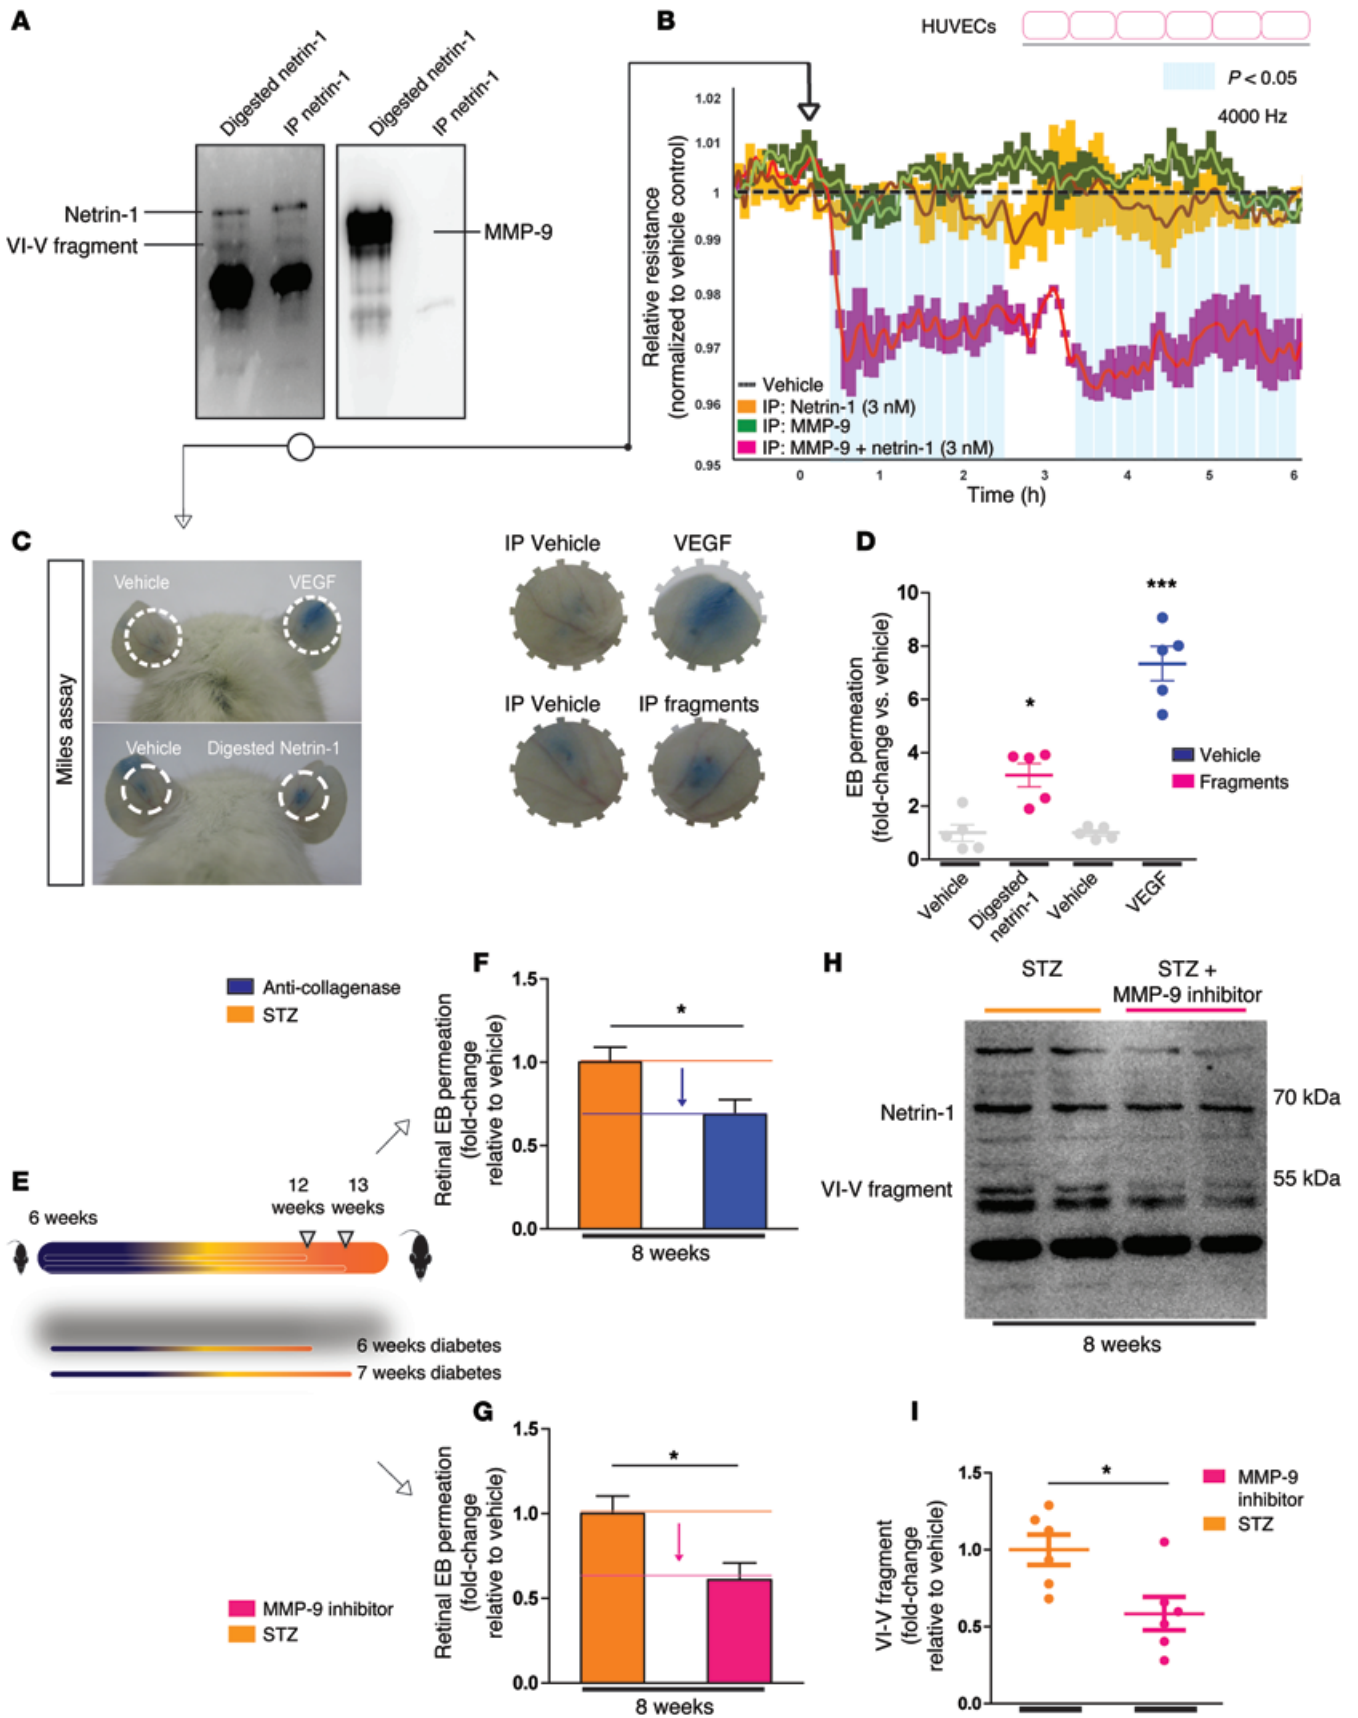 A
Digested netrin-1
IP netrin-1
Digested netrin-1
IP netrin-1
Netrin-1
VI-V fragment
MMP-9
B
HUVECs
P < 0.05
4000 Hz
Relative resistance
(normalized to vehicle control)
1.02
1.01
1
0.99
0.98
0.97
0.96
0.95
Vehicle
IP: Netrin-1 (3 nM)
IP: MMP-9
IP: MMP-9 + netrin-1 (3 nM)
0 1 2 3 4 5 6
Time (h)
C
Miles assay
Vehicle VEGF
Vehicle Digested Netrin-1
IP Vehicle VEGF
IP Vehicle IP fragments
D
EB permeation
(fold-change vs. vehicle)
10
8
6
4
2
0
*
***
Vehicle
Fragments
Vehicle
Digested
netrin-1
Vehicle
VEGF
E
6 weeks
12
weeks
13
weeks
6 weeks diabetes
7 weeks diabetes
Anti-collagenase
STZ
F
Retinal EB permeation
(fold-change
relative to vehicle)
1.5
1.0
0.5
0.0
*
8 weeks
MMP-9 inhibitor
STZ
G
Retinal EB permeation
(fold-change
relative to vehicle)
1.5
1.0
0.5
0.0
*
8 weeks
H
STZ
STZ +
MMP-9 inhibitor
Netrin-1
VI-V fragment
70 kDa
55 kDa
8 weeks
I
VI-V fragment
(fold-change
relative to vehicle)
1.5
1.0
0.5
0.0
*
MMP-9
inhibitor
STZ